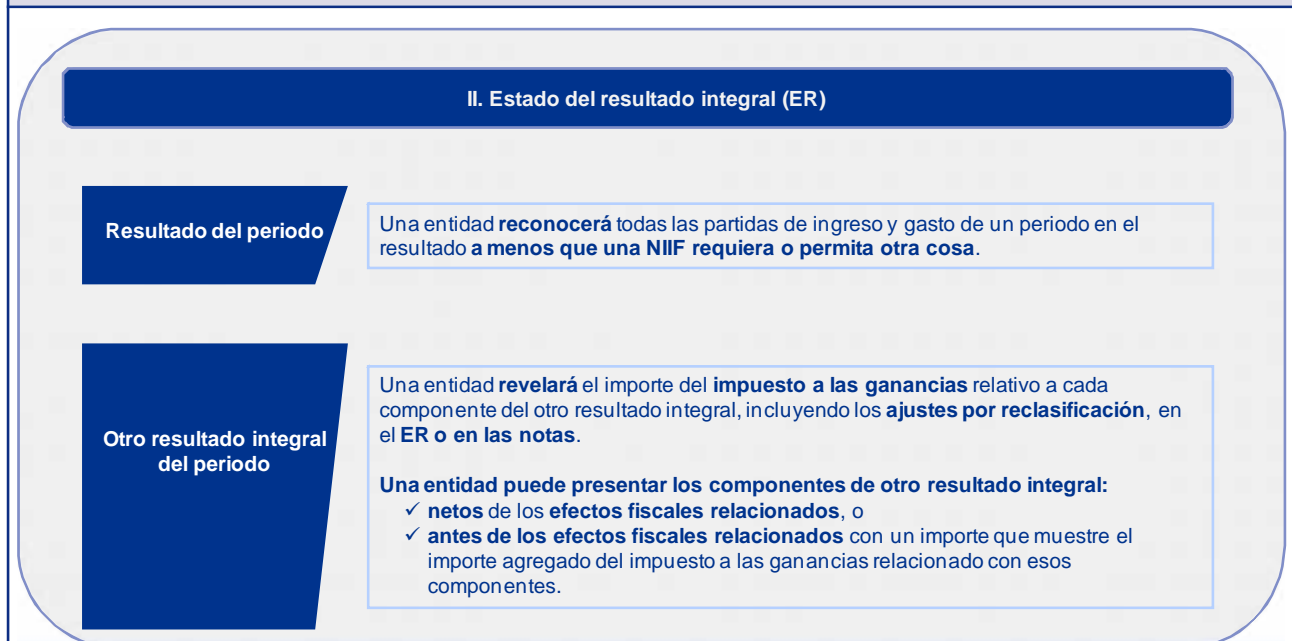 II. Estado del resultado integral (ER)
Resultado del periodo
Una entidad reconocerá todas las partidas de ingreso y gasto de un periodo en el
resultado a menos que una NIIF requiera o permita otra cosa.
Otro resultado integral
del periodo
Una entidad revelará el importe del impuesto a las ganancias relativo a cada
componente del otro resultado integral, incluyendo los ajustes por reclasificación, en
el ER o en las notas.
Una entidad puede presentar los componentes de otro resultado integral:
✓ netos de los efectos fiscales relacionados, o
✓ antes de los efectos fiscales relacionados con un importe que muestre el
importe agregado del impuesto a las ganancias relacionado con esos
componentes.